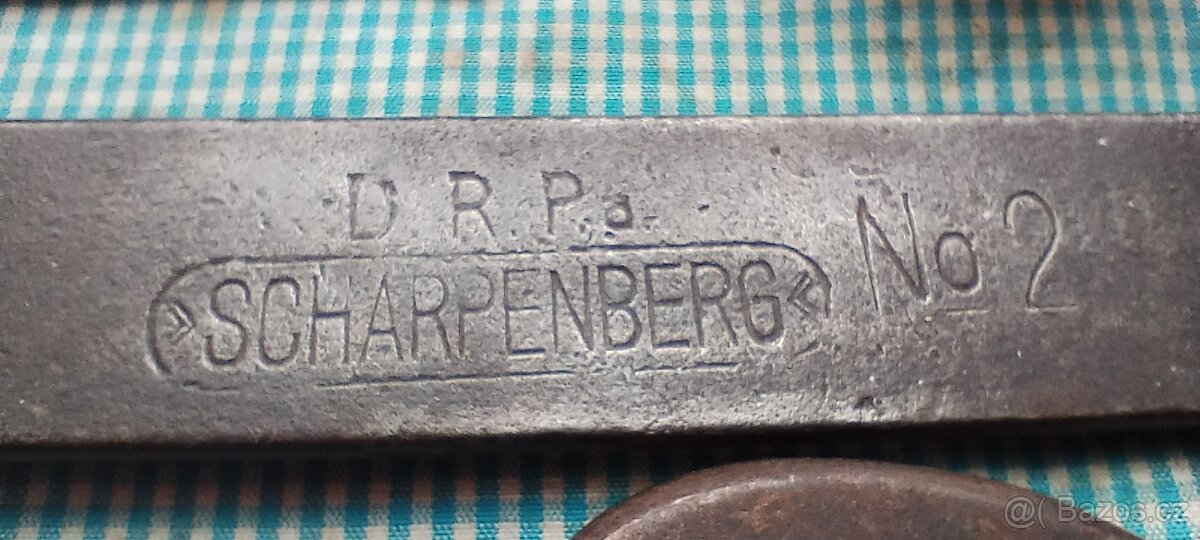 D. R. P. a.
»SCHARPENBERG«
No 2
@( Bazos.cz